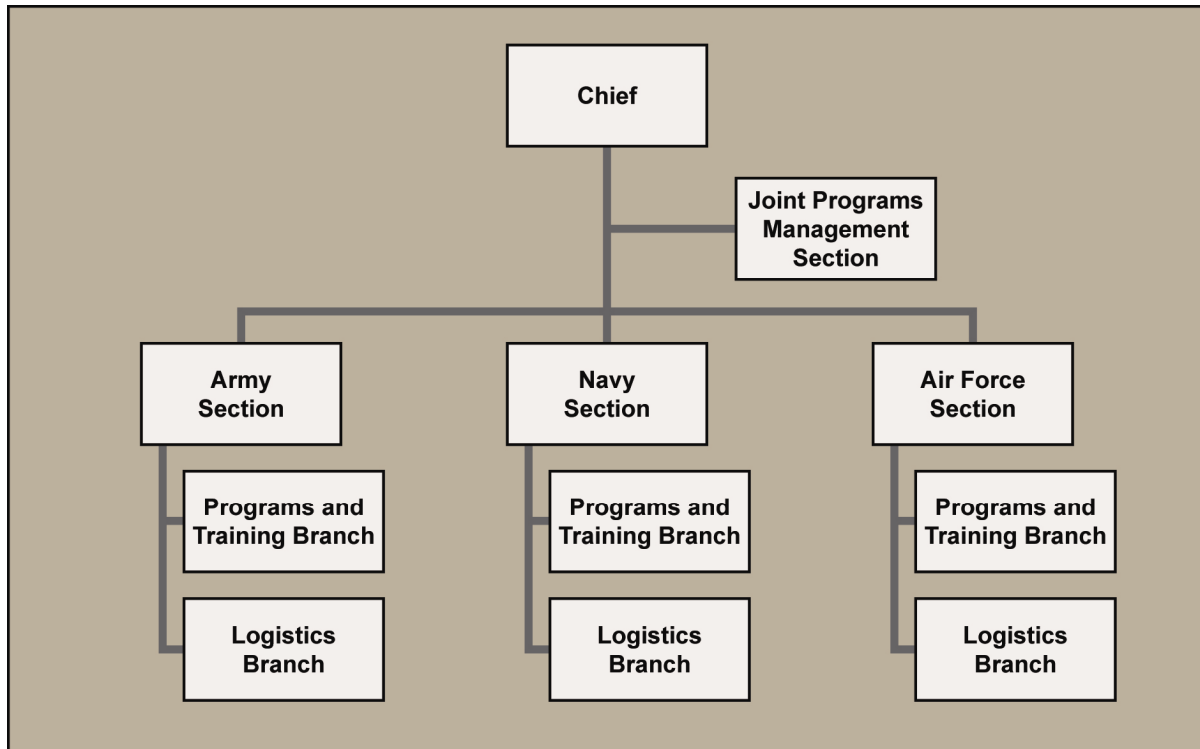 Chief
Joint Programs
Management
Section
Army
Section
Navy
Section
Air Force
Section
Programs and
Training Branch
Programs and
Training Branch
Programs and
Training Branch
Logistics
Branch
Logistics
Branch
Logistics
Branch